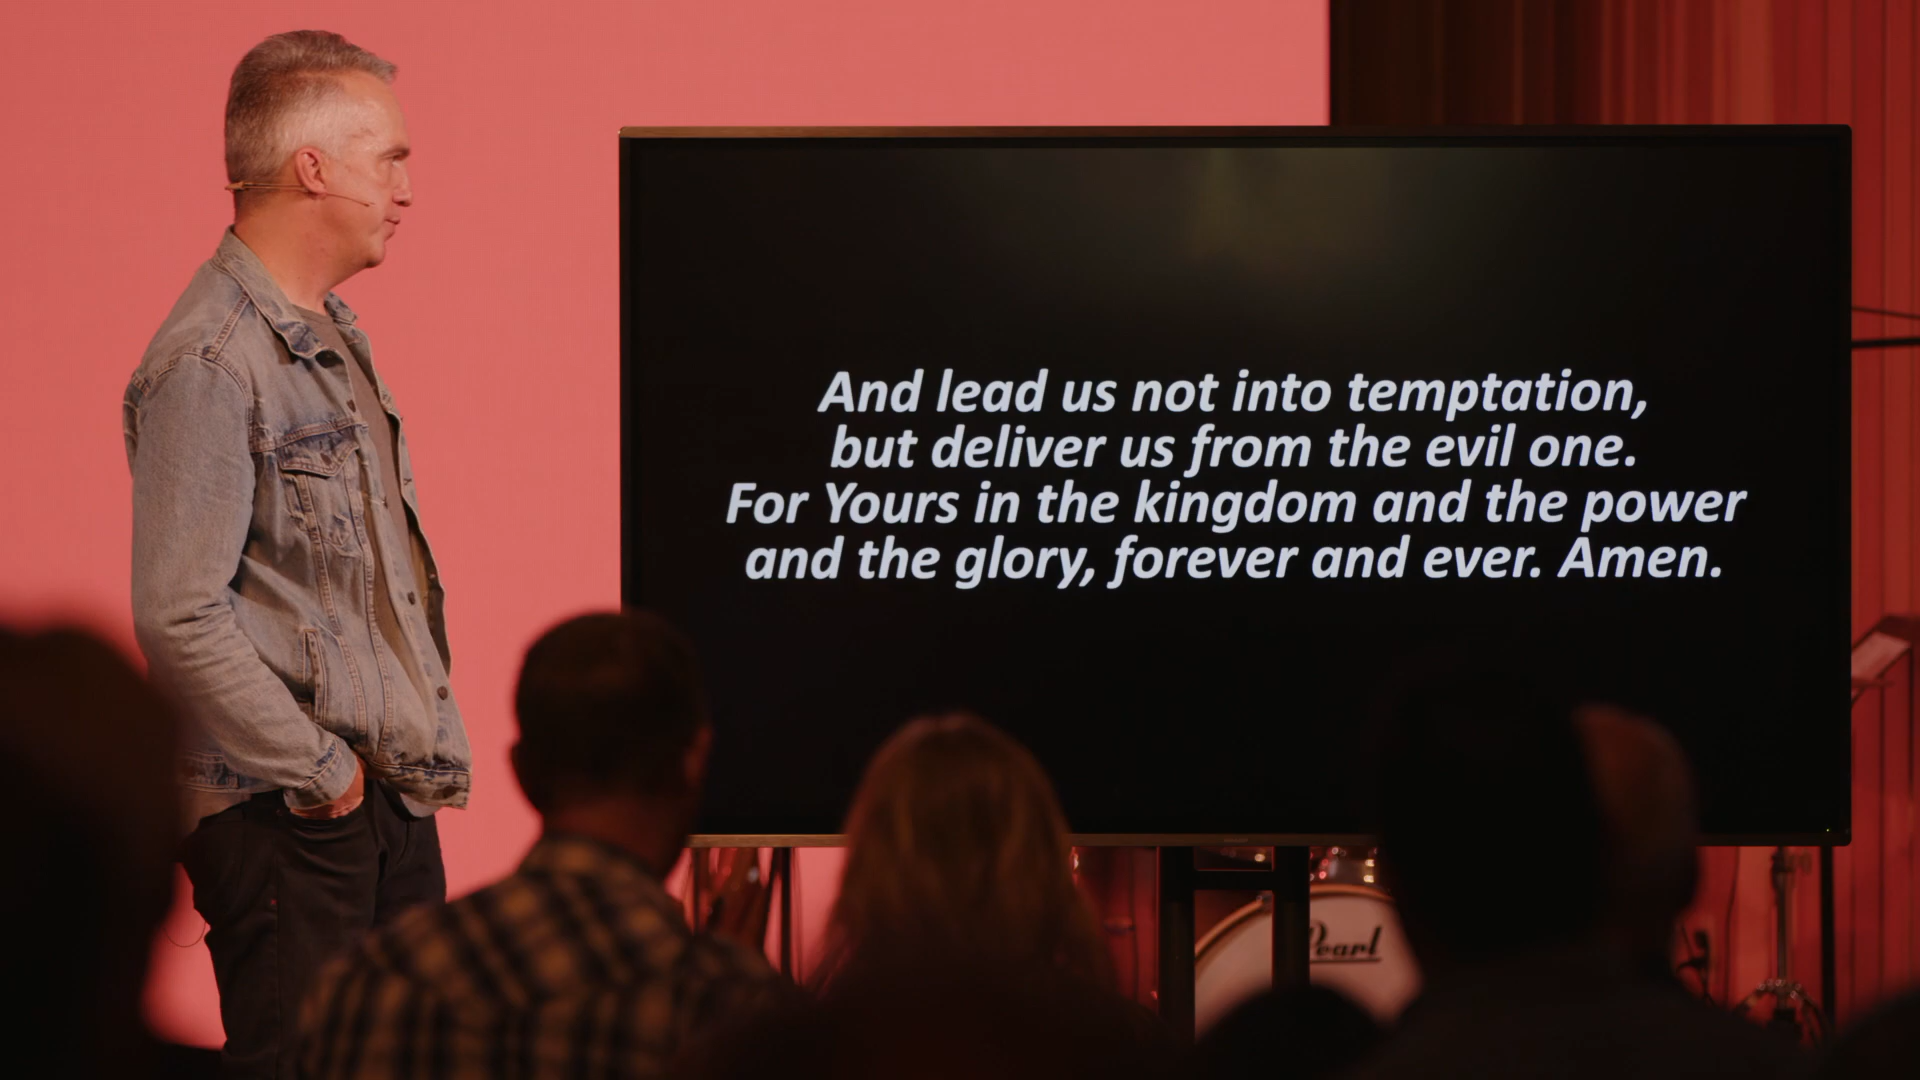 And lead us not into temptation,
but deliver us from the evil one.
For Yours in the kingdom and the power
and the glory, forever and ever. Amen.
Pearl